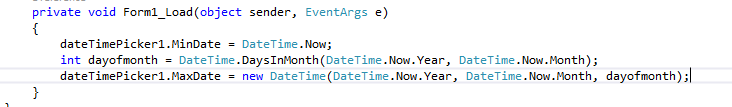 private void Form1_Load(object sender, EventArgs e)
{
dateTimePicker1.MinDate = DateTime.Now;
int dayofmonth = DateTime.DaysInMonth(DateTime.Now.Year, DateTime.Now.Month);
dateTimePicker1.MaxDate = new DateTime(DateTime.Now.Year, DateTime.Now.Month, dayofmonth);
}